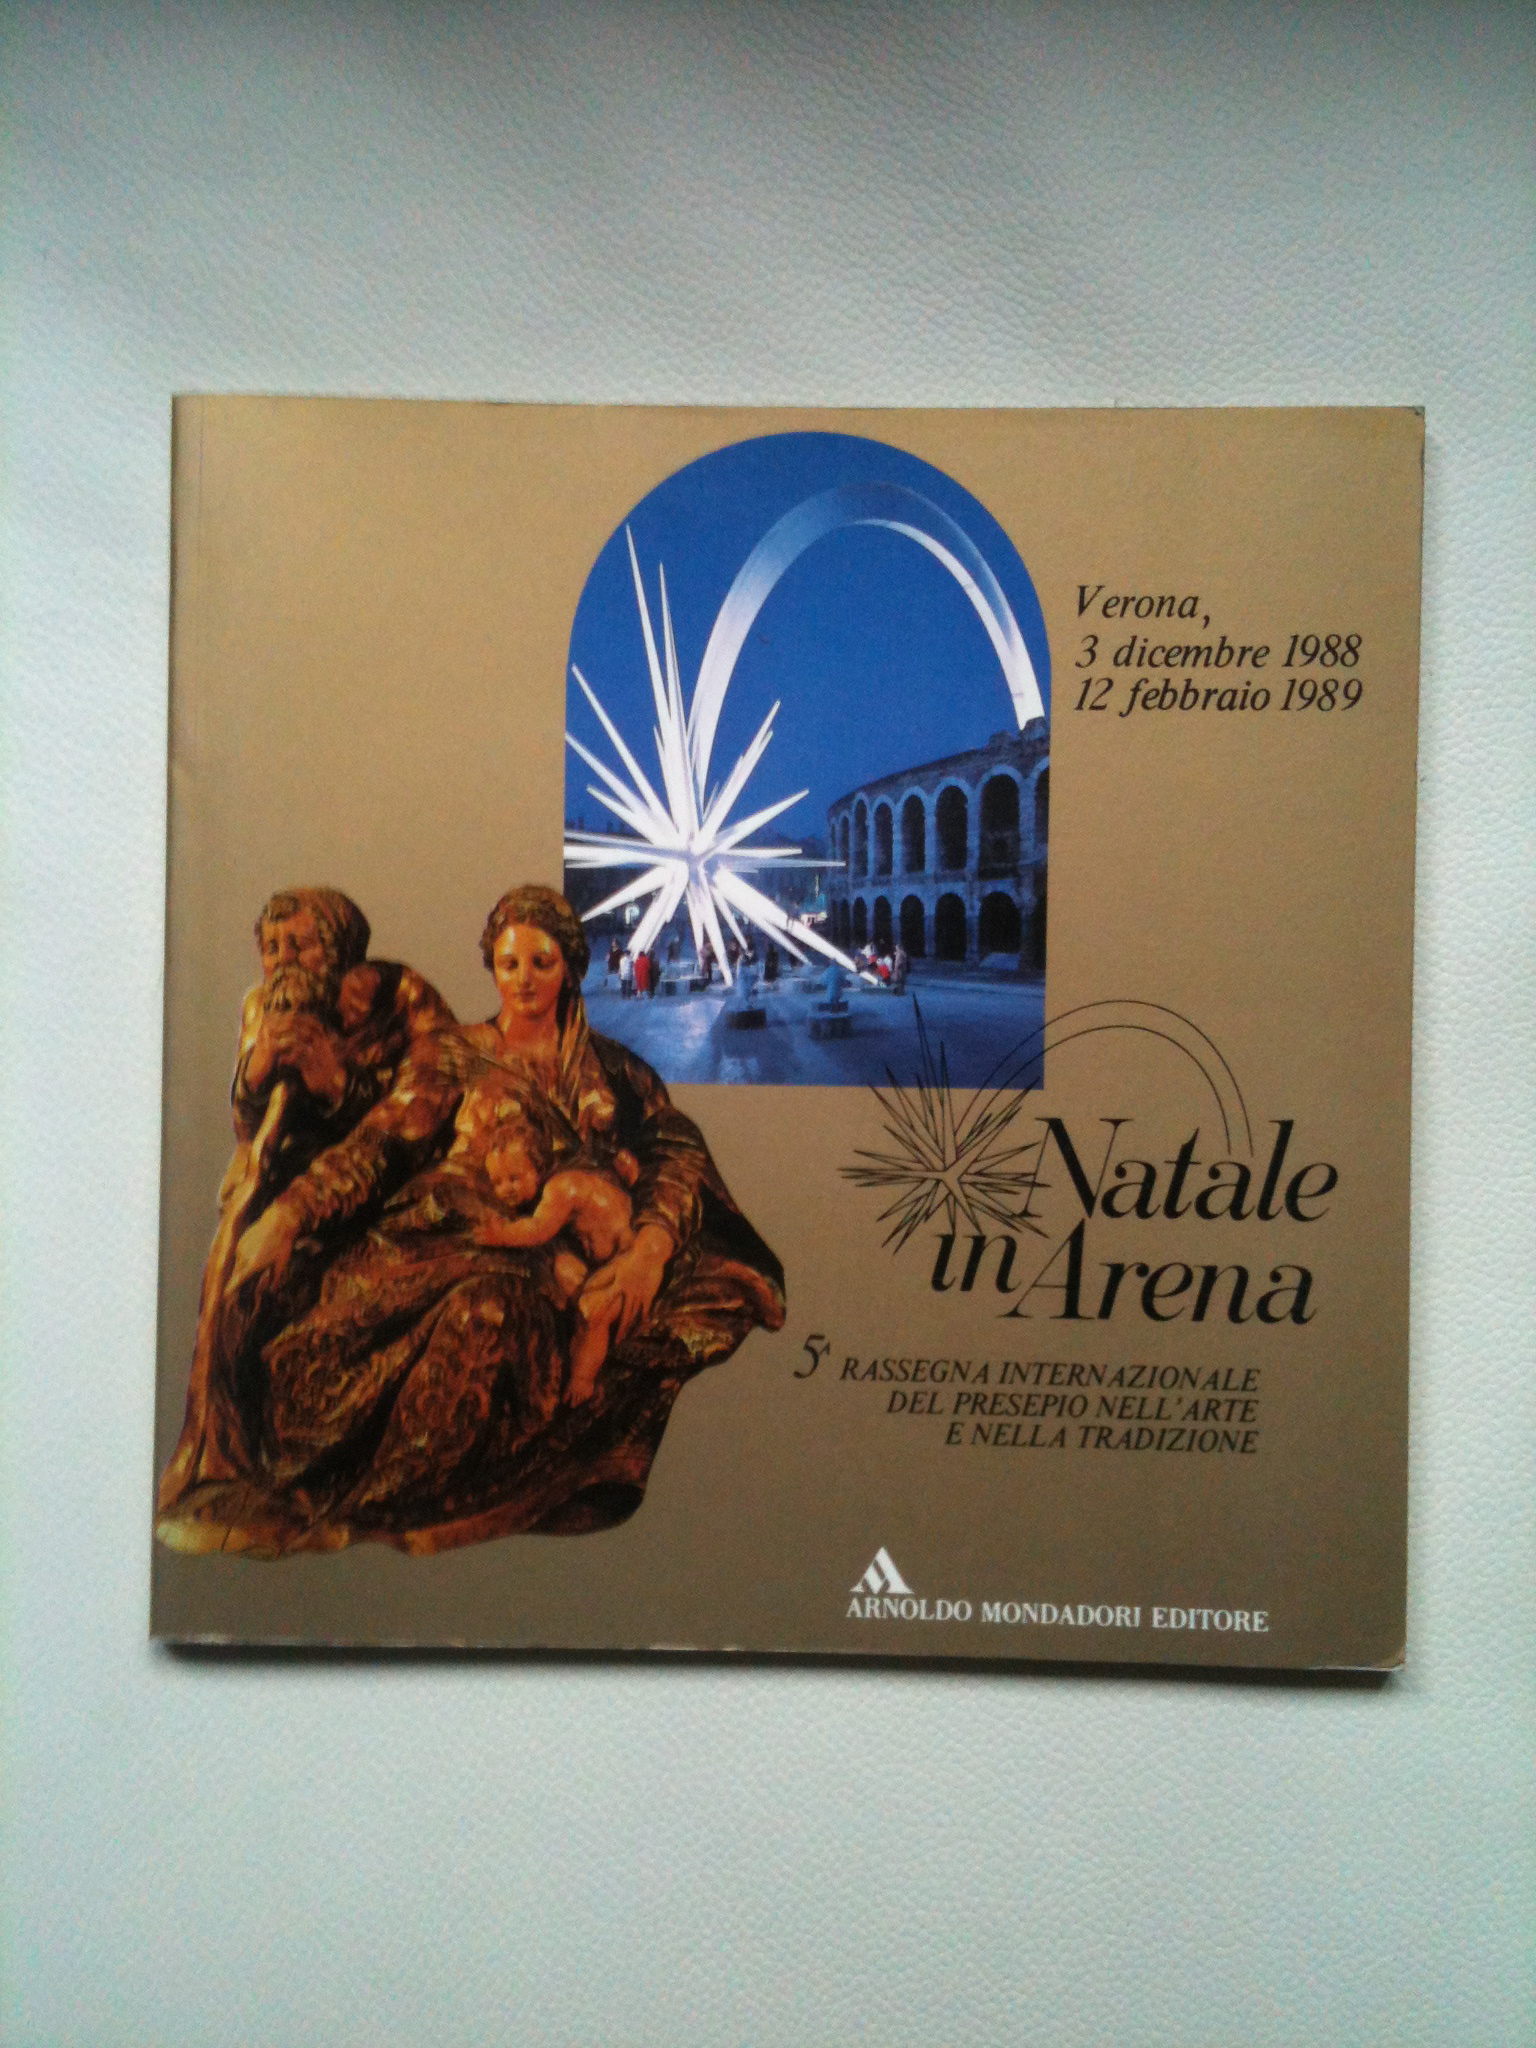 Verona,
3 dicembre 1988
12 febbraio 1989
Natale
in Arena
5ᴬ RASSEGNA INTERNAZIONALE
DEL PRESEPIO NELL'ARTE
E NELLA TRADIZIONE
ARNOLDO MONDADORI EDITORE